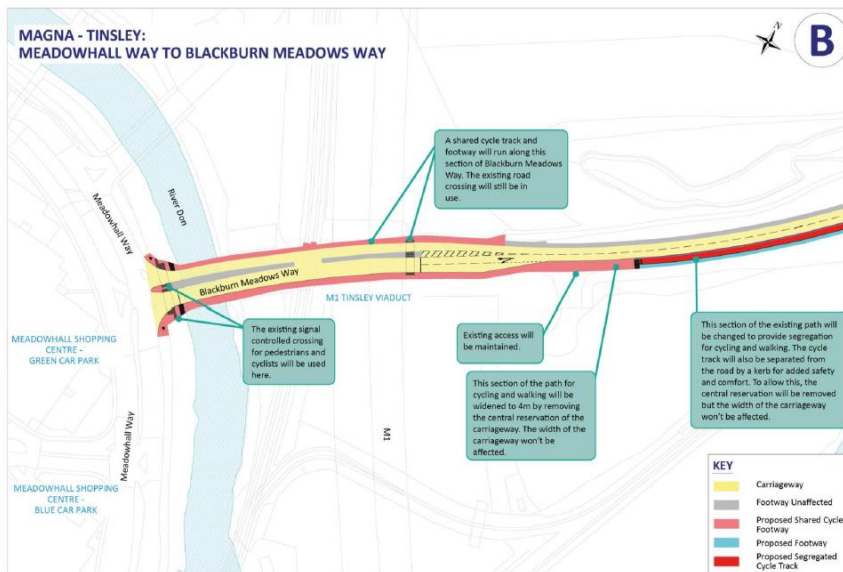 MAGNA - TINSLEY:
MEADOWHALL WAY TO BLACKBURN MEADOWS WAY
N
B
A shared cycle track and
footway will run along this
section of Blackburn Meadows
Way. The existing road
crossing will still be in
use.
Meadowhall Way
River Don
Blackburn Meadows Way
M1 TINSLEY VIADUCT
MEADOWHALL SHOPPING
CENTRE -
GREEN CAR PARK
The existing signal
controlled crossing
for pedestrians and
cyclists will be used
here.
Existing access will
be maintained.
This section of the path for
cycling and walking will be
widened to 4m by removing
the central reservation of the
carriageway. The width of the
carriageway won't be
affected.
This section of the existing path will
be changed to provide segregation
for cycling and walking. The cycle
track will also be separated from
the road by a kerb for added safety
and comfort. To allow this, the
central reservation will be removed
but the width of the carriageway
won't be affected.
Meadowhall Way
M1
MEADOWHALL SHOPPING
CENTRE -
BLUE CAR PARK
KEY
Carriageway
Footway Unaffected
Proposed Shared Cycle
Footway
Proposed Footway
Proposed Segregated
Cycle Track